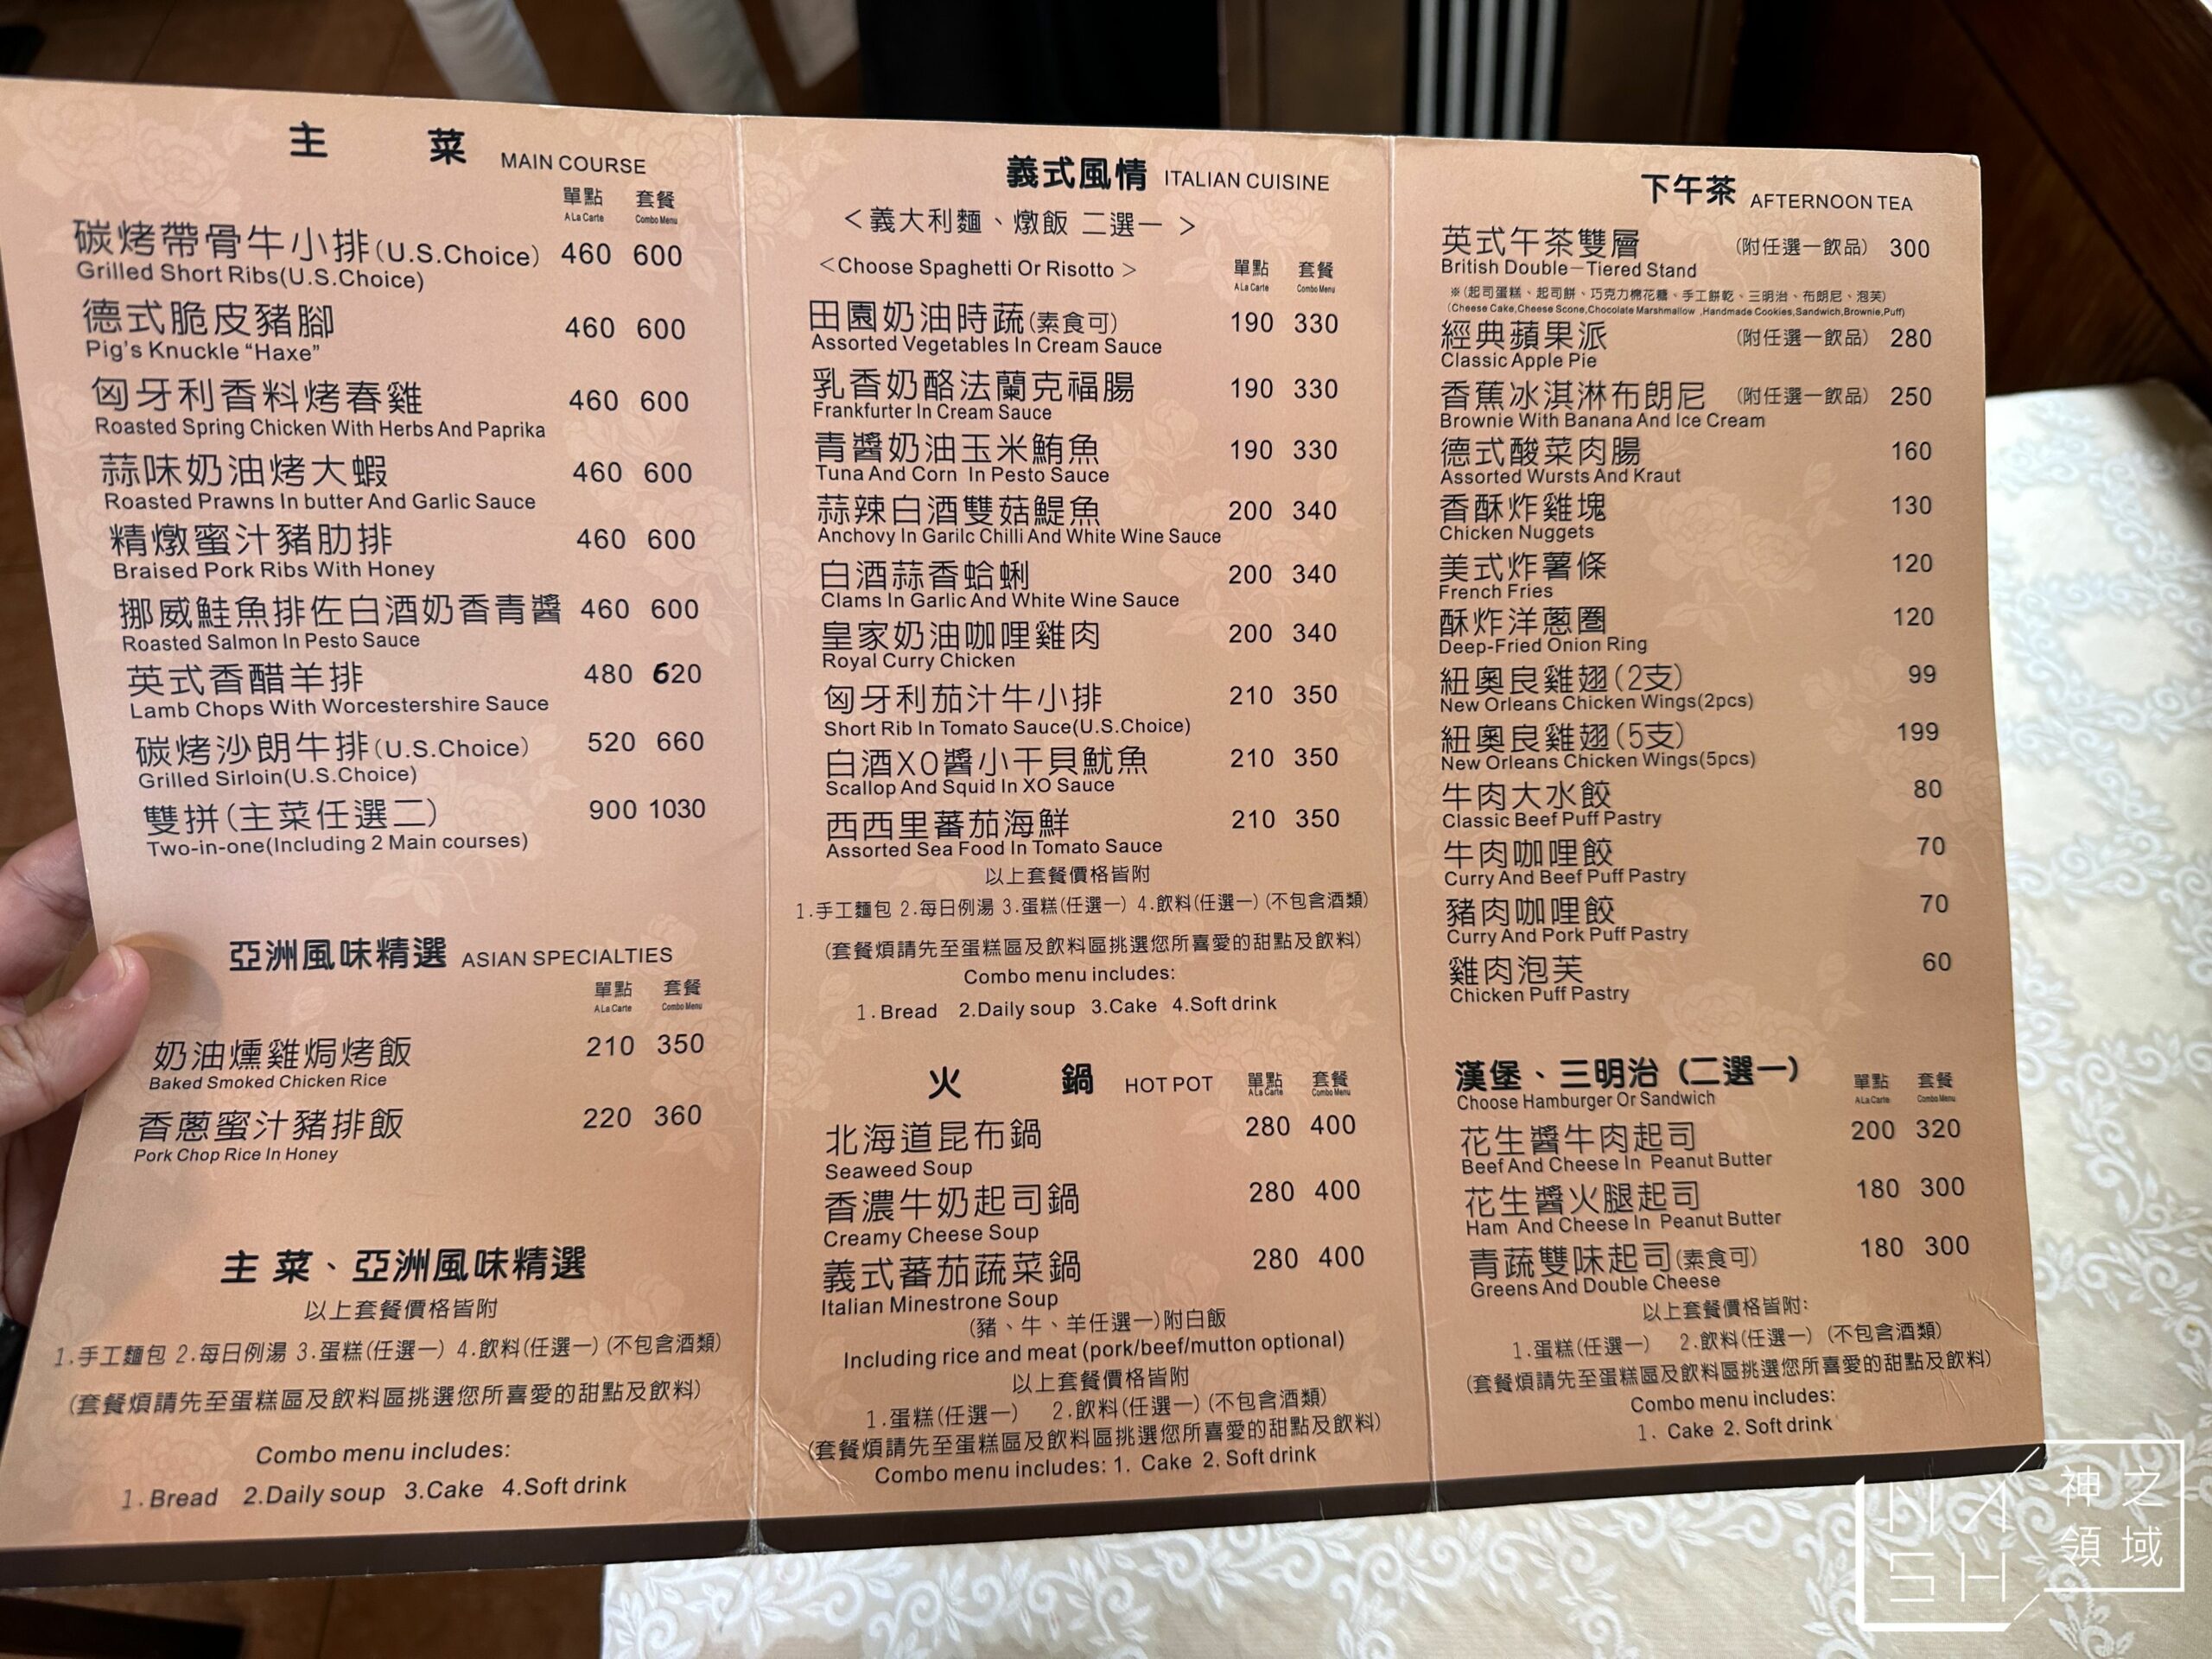 主 菜 MAIN COURSE
單點 套餐
A La Carte Combo Menu
碳烤帶骨牛小排(U.S.Choice) 460 600
Grilled Short Ribs(U.S.Choice)
德式脆皮豬腳 460 600
Pig's Knuckle “Haxe”
匈牙利香料烤春雞 460 600
Roasted Spring Chicken With Herbs And Paprika
蒜味奶油烤大蝦 460 600
Roasted Prawns In butter And Garlic Sauce
精燉蜜汁豬肋排 460 600
Braised Pork Ribs With Honey
挪威鮭魚排佐白酒奶香青醬 460 600
Roasted Salmon In Pesto Sauce
英式香醋羊排 480 620
Lamb Chops With Worcestershire Sauce
碳烤沙朗牛排(U.S.Choice) 520 660
Grilled Sirloin(U.S.Choice)
雙拼(主菜任選二) 900 1030
Two-in-one(Including 2 Main courses)
亞洲風味精選 ASIAN SPECIALTIES
單點 套餐
A La Carte Combo Menu
奶油燻雞焗烤飯 210 350
Baked Smoked Chicken Rice
香蔥蜜汁豬排飯 220 360
Pork Chop Rice In Honey
主 菜、亞洲風味精選
以上套餐價格皆附
1.手工麵包 2.每日例湯 3.蛋糕(任選一) 4.飲料(任選一) (不包含酒類)
(套餐煩請先至蛋糕區及飲料區挑選您所喜愛的甜點及飲料)
Combo menu includes:
1.Bread 2.Daily soup 3.Cake 4.Soft drink
義式風情 ITALIAN CUISINE
＜義大利麵、燉飯 二選一 ＞
＜Choose Spaghetti Or Risotto ＞ 單點 套餐
A La Carte Combo Menu
田園奶油時蔬(素食可) 190 330
Assorted Vegetables In Cream Sauce
乳香奶酪法蘭克福腸 190 330
Frankfurter In Cream Sauce
青醬奶油玉米鮪魚 190 330
Tuna And Corn In Pesto Sauce
蒜辣白酒雙菇鯷魚 200 340
Anchovy In Garilc Chilli And White Wine Sauce
白酒蒜香蛤蜊 200 340
Clams In Garlic And White Wine Sauce
皇家奶油咖哩雞肉 200 340
Royal Curry Chicken
匈牙利茄汁牛小排 210 350
Short Rib In Tomato Sauce(U.S.Choice)
白酒XO醬小干貝魷魚 210 350
Scallop And Squid In XO Sauce
西西里蕃茄海鮮 210 350
Assorted Sea Food In Tomato Sauce
以上套餐價格皆附
1.手工麵包 2.每日例湯 3.蛋糕(任選一) 4.飲料(任選一) (不包含酒類)
(套餐煩請先至蛋糕區及飲料區挑選您所喜愛的甜點及飲料)
Combo menu includes:
1.Bread 2.Daily soup 3.Cake 4.Soft drink
火 鍋 HOT POT 單點 套餐
A La Carte Combo Menu
北海道昆布鍋 280 400
Seaweed Soup
香濃牛奶起司鍋 280 400
Creamy Cheese Soup
義式蕃茄蔬菜鍋 280 400
Italian Minestrone Soup
(豬、牛、羊任選一)附白飯
Including rice and meat (pork/beef/mutton optional)
以上套餐價格皆附
1.蛋糕(任選一) 2.飲料(任選一) (不包含酒類)
(套餐煩請先至蛋糕區及飲料區挑選您所喜愛的甜點及飲料)
Combo menu includes: 1. Cake 2. Soft drink
下午茶 AFTERNOON TEA
英式午茶雙層 (附任選一飲品) 300
British Double－Tiered Stand
※(起司蛋糕、起司餅、巧克力棉花糖、手工餅乾、三明治、布朗尼、泡芙)
(Cheese Cake,Cheese Scone,Chocolate Marshmallow ,Handmade Cookies,Sandwich,Brownie,Puff)
經典蘋果派 (附任選一飲品) 280
Classic Apple Pie
香蕉冰淇淋布朗尼 (附任選一飲品) 250
Brownie With Banana And Ice Cream
德式酸菜肉腸 160
Assorted Wursts And Kraut
香酥炸雞塊 130
Chicken Nuggets
美式炸薯條 120
French Fries
酥炸洋蔥圈 120
Deep-Fried Onion Ring
紐奧良雞翅(2支) 99
New Orleans Chicken Wings(2pcs)
紐奧良雞翅(5支) 199
New Orleans Chicken Wings(5pcs)
牛肉大水餃 80
Classic Beef Puff Pastry
牛肉咖哩餃 70
Curry And Beef Puff Pastry
豬肉咖哩餃 70
Curry And Pork Puff Pastry
雞肉泡芙 60
Chicken Puff Pastry
漢堡、三明治 (二選一) 單點 套餐
Choose Hamburger Or Sandwich A La Carte Combo Menu
花生醬牛肉起司 200 320
Beef And Cheese In Peanut Butter
花生醬火腿起司 180 300
Ham And Cheese In Peanut Butter
青蔬雙味起司(素食可) 180 300
Greens And Double Cheese
以上套餐價格皆附:
1.蛋糕(任選一) 2.飲料(任選一) (不包含酒類)
(套餐煩請先至蛋糕區及飲料區挑選您所喜愛的甜點及飲料)
Combo menu includes:
1. Cake 2. Soft drink
NASH
神之領域